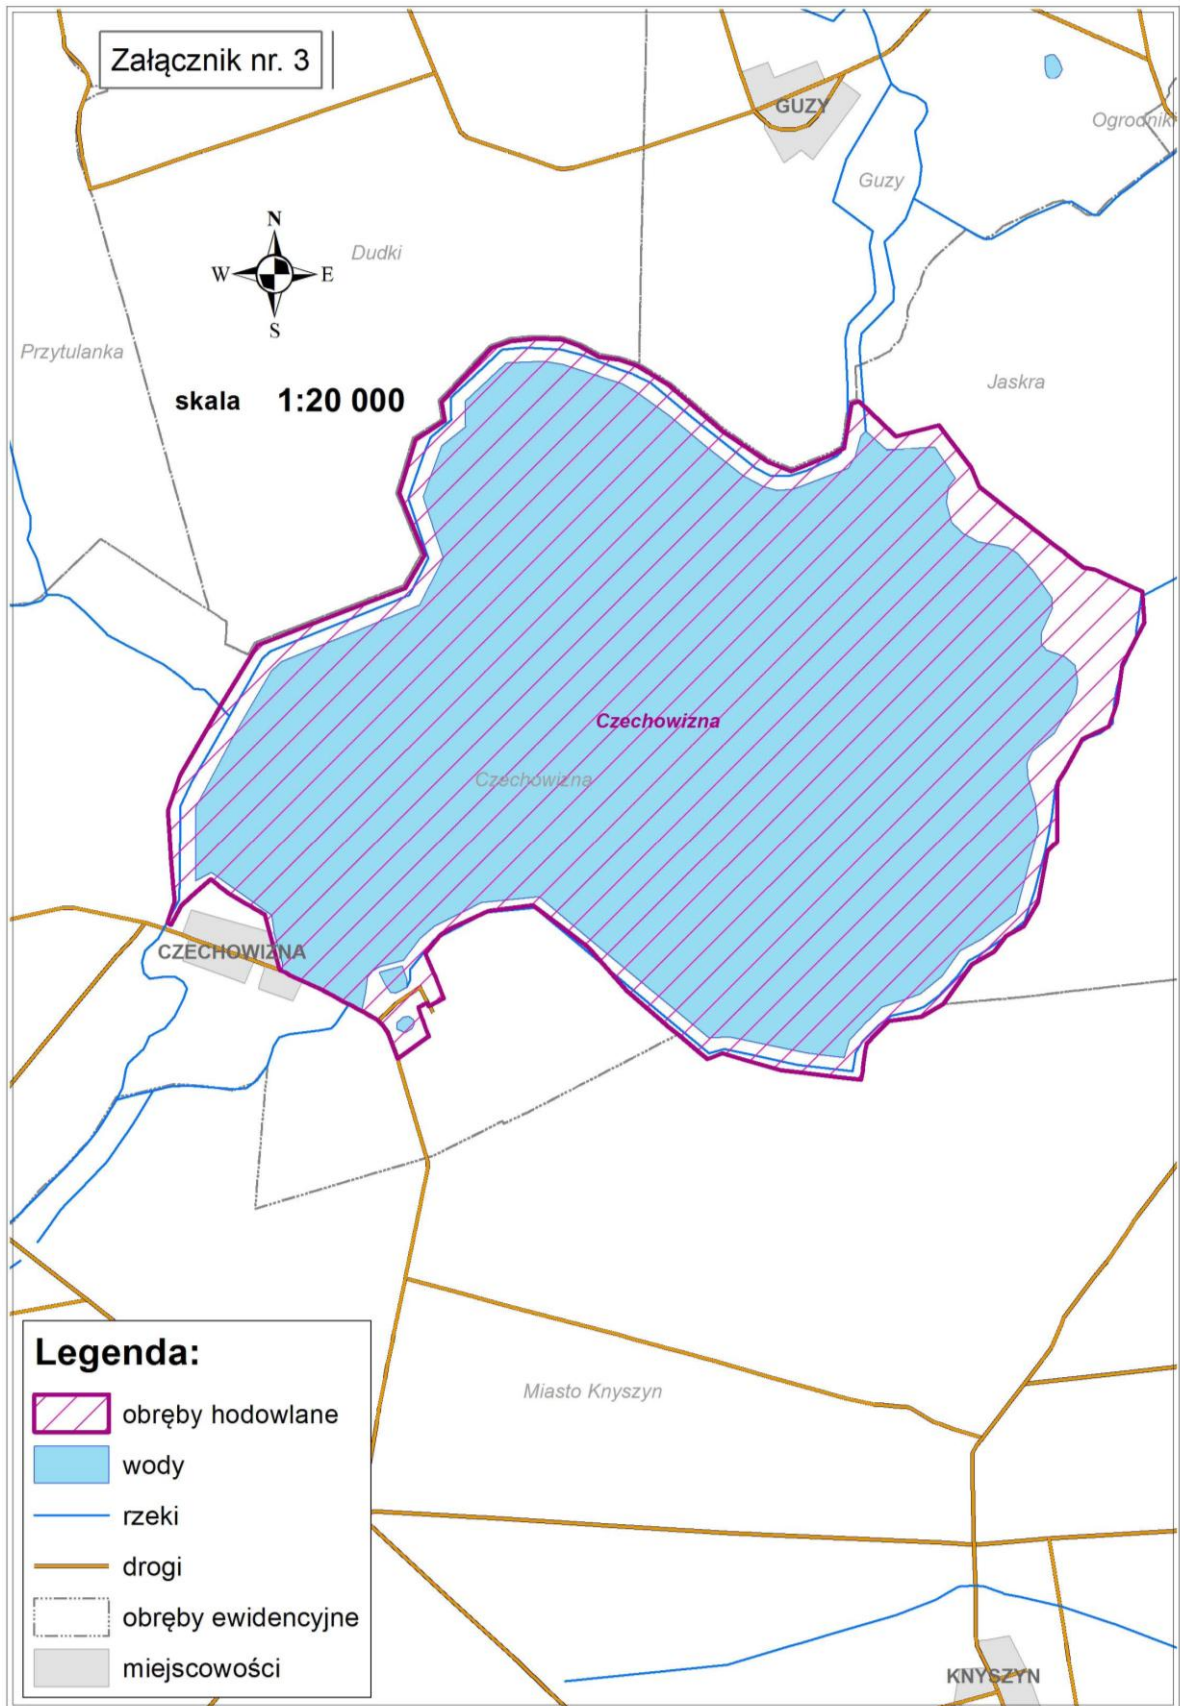 Załącznik nr. 3
GUZY
Ogrodnik
Guzy
N
W E
S
Dudki
Przytulanka
Jaskra
skala 1:20 000
Czechowizna
Czechowizna
CZECHOWIZNA
Miasto Knyszyn
Legenda:
obręby hodowlane
wody
rzeki
drogi
obręby ewidencyjne
miejscowości
KNYSZYN